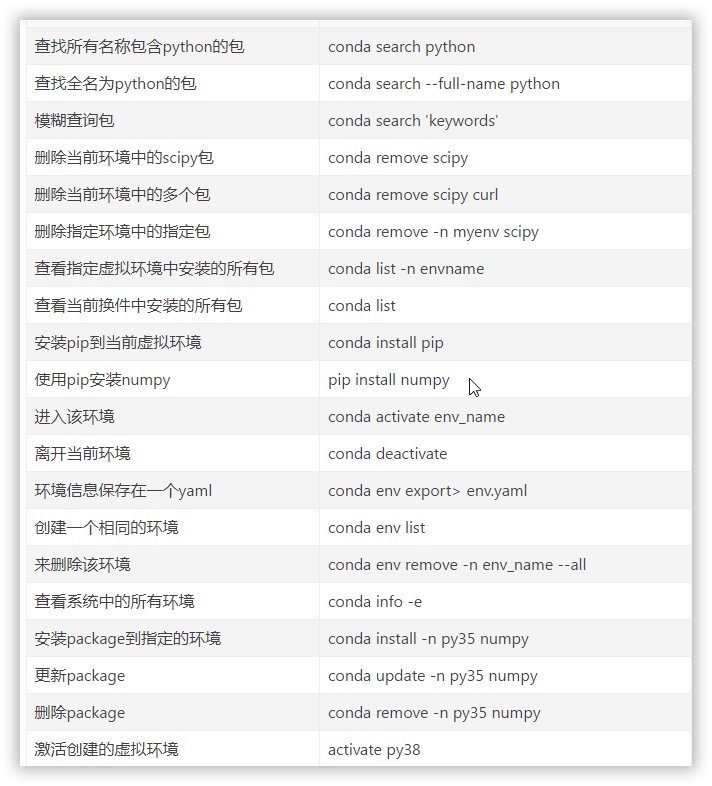 查找所有名称包含python的包 conda search python
查找全名为python的包 conda search --full-name python
模糊查询包 conda search 'keywords'
删除当前环境中的scipy包 conda remove scipy
删除当前环境中的多个包 conda remove scipy curl
删除指定环境中的指定包 conda remove -n myenv scipy
查看指定虚拟环境中安装的所有包 conda list -n envname
查看当前换件中安装的所有包 conda list
安装pip到当前虚拟环境 conda install pip
使用pip安装numpy pip install numpy
进入该环境 conda activate env_name
离开当前环境 conda deactivate
环境信息保存在一个yaml conda env export> env.yaml
创建一个相同的环境 conda env list
来删除该环境 conda env remove -n env_name --all
查看系统中的所有环境 conda info -e
安装package到指定的环境 conda install -n py35 numpy
更新package conda update -n py35 numpy
删除package conda remove -n py35 numpy
激活创建的虚拟环境 activate py38